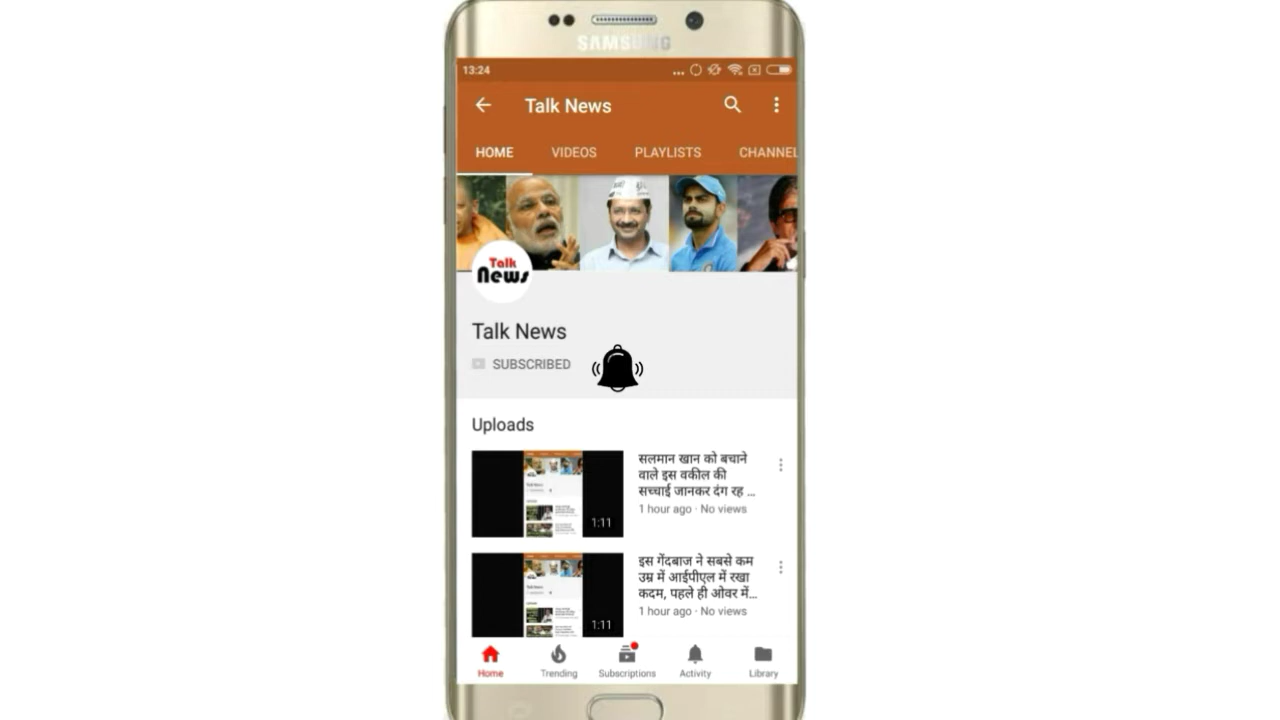 SAMSUNG
13:24
Talk News
HOME VIDEOS PLAYLISTS CHANNEL
Talk
News
Talk News
SUBSCRIBED
Uploads
सलमान खान को बचाने
वाले इस वकील की
सच्चाई जानकर दंग रह ...
1 hour ago · No views
1:11
इस गेंदबाज ने सबसे कम
उम्र में आईपीएल में रखा
कदम, पहले ही ओवर में...
1 hour ago · No views
1:11
Home Trending Subscriptions Activity Library